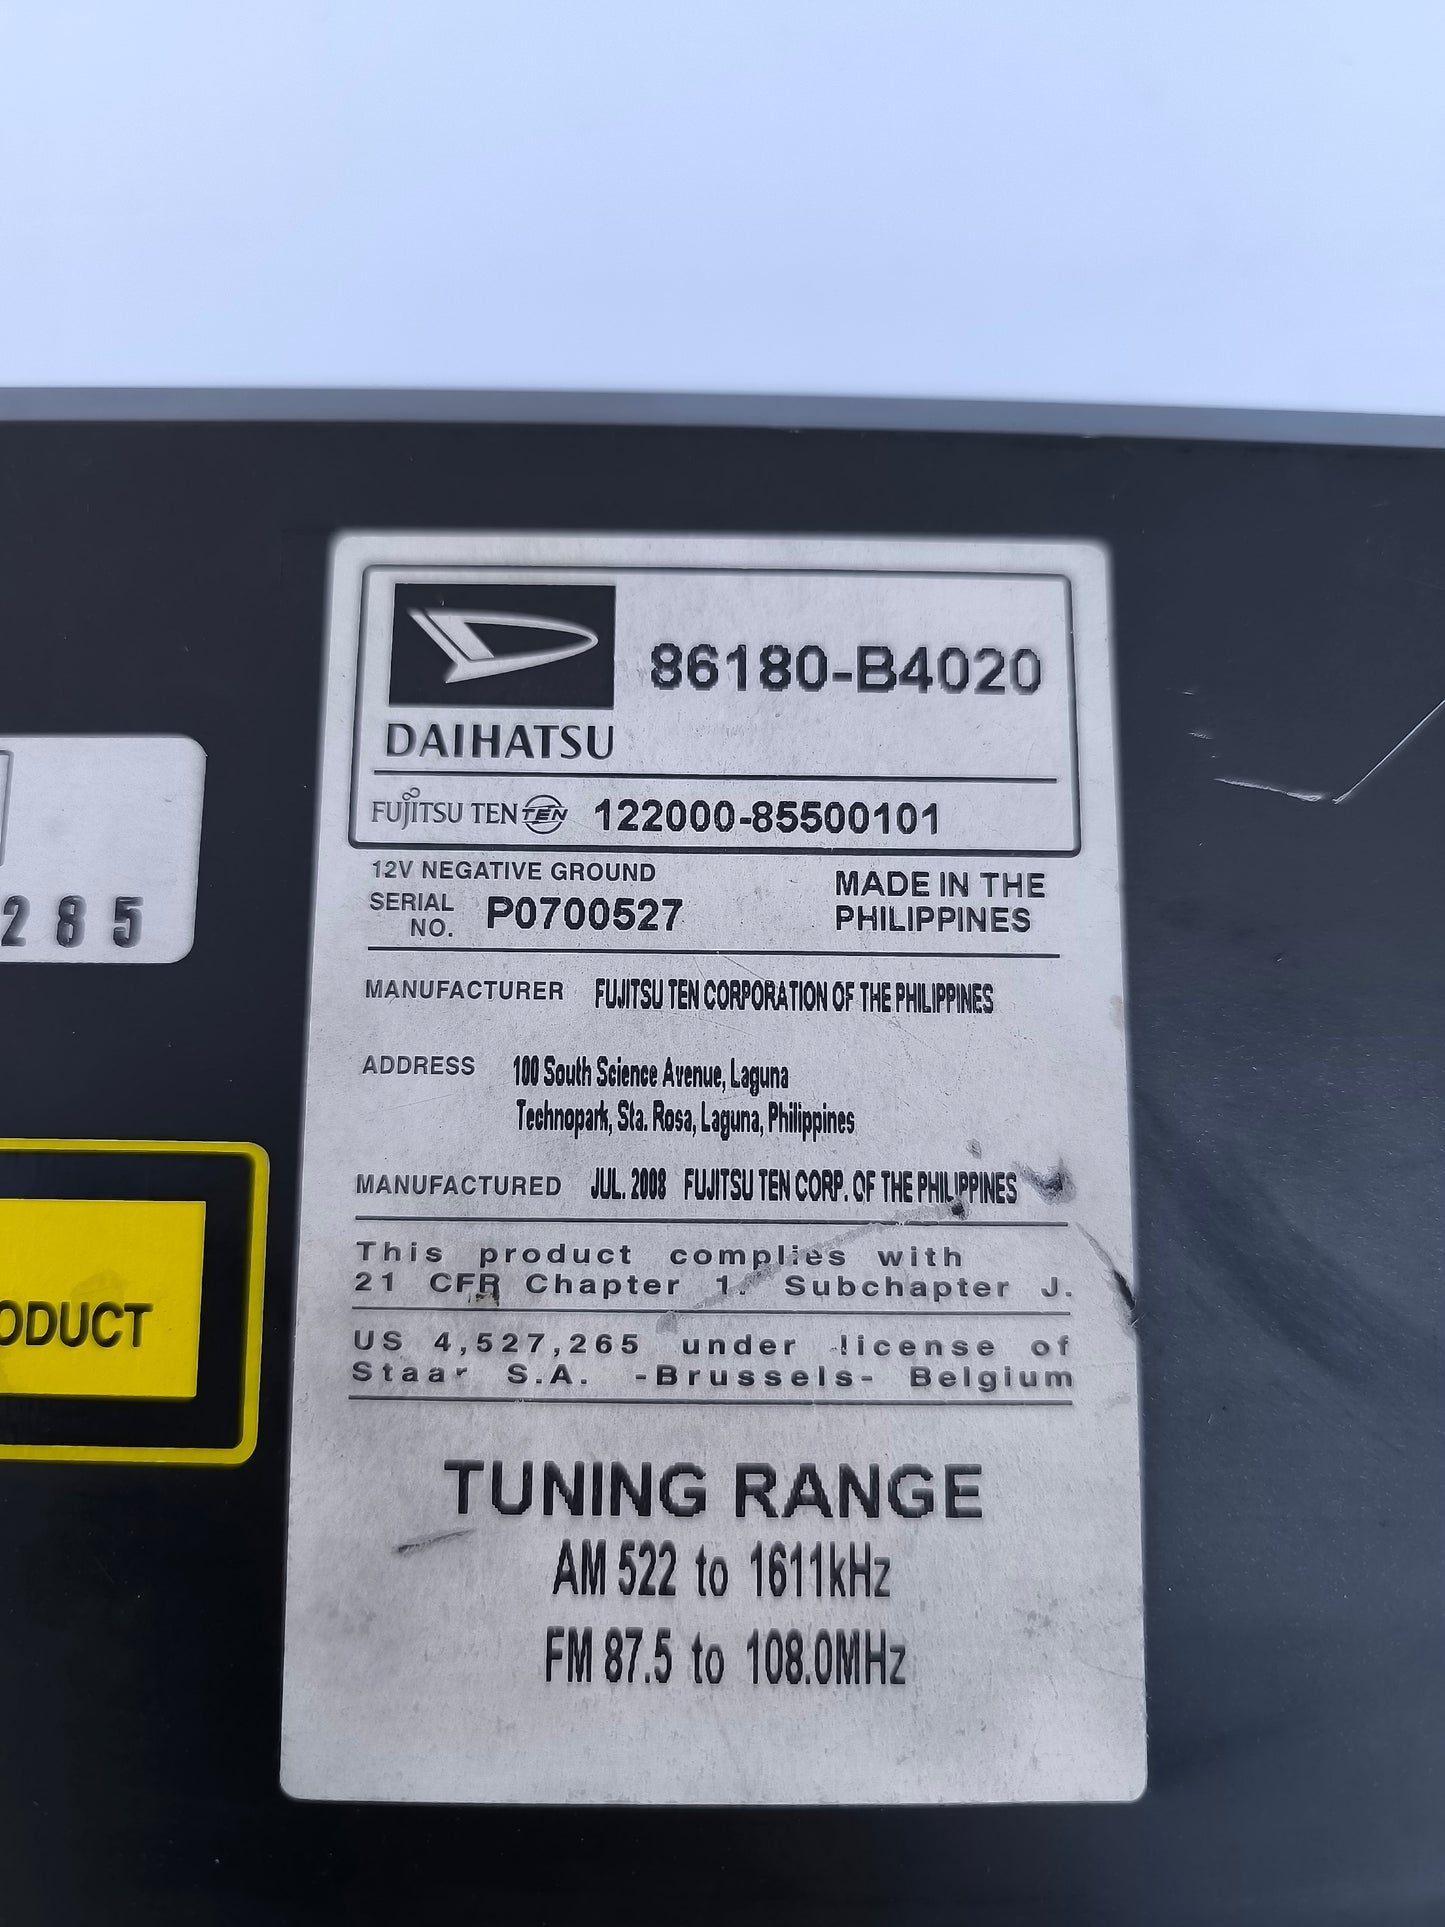 86180-B4020
DAIHATSU
FUJITSU TEN TEN 122000-85500101
12V NEGATIVE GROUND
SERIAL NO. P0700527
MADE IN THE
PHILIPPINES
285
MANUFACTURER FUJITSU TEN CORPORATION OF THE PHILIPPINES
ADDRESS 100 South Science Avenue, Laguna
Technopark, Sta. Rosa, Laguna, Philippines
MANUFACTURED JUL. 2008 FUJITSU TEN CORP. OF THE PHILIPPINES
This product complies with
21 CFR Chapter 1. Subchapter J.
ODUCT
US 4,527,265 under license of
Staar S.A. -Brussels- Belgium
TUNING RANGE
AM 522 to 1611kHz
FM 87.5 to 108.0MHz